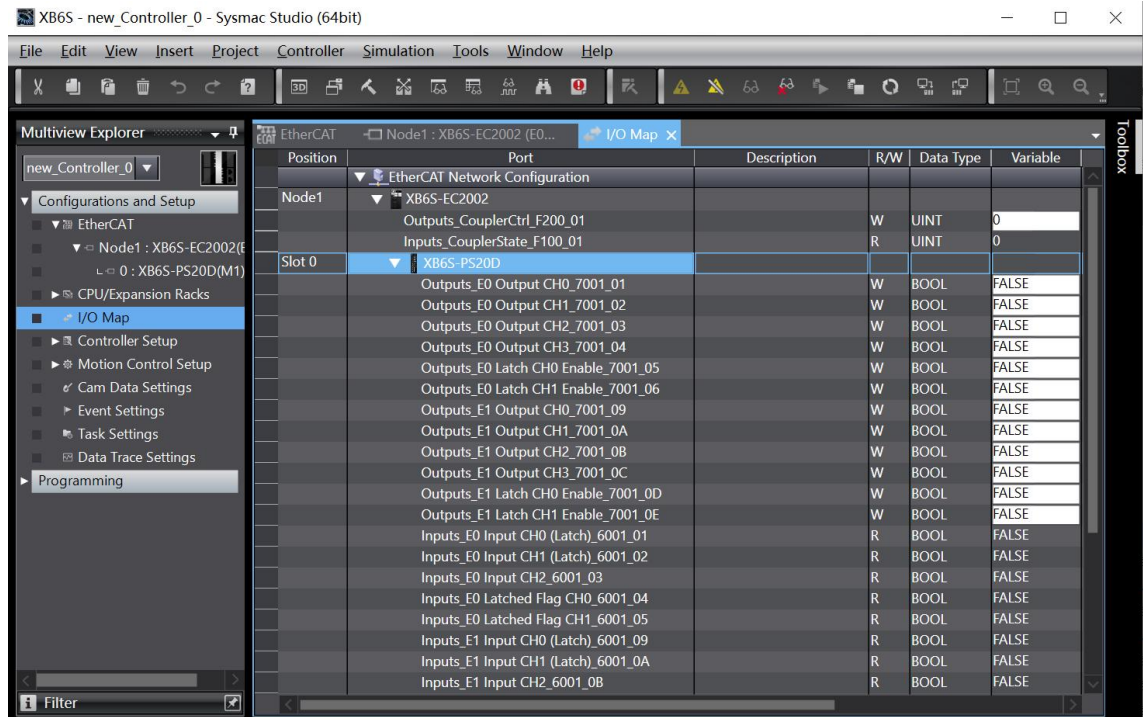 XB6S - new_Controller_0 - Sysmac Studio (64bit)
File Edit View Insert Project Controller Simulation Tools Window Help
Multiview Explorer
new_Controller_0
Configurations and Setup
EtherCAT
Node1 : XB6S-EC2002(E
0 : XB6S-PS20D(M1)
CPU/Expansion Racks
I/O Map
Controller Setup
Motion Control Setup
Cam Data Settings
Event Settings
Task Settings
Data Trace Settings
Programming
Filter
EtherCAT Node1 : XB6S-EC2002 (E0... I/O Map
Position Port Description R/W Data Type Variable
EtherCAT Network Configuration
Node1 XB6S-EC2002
Outputs_CouplerCtrl_F200_01 W UINT 0
Inputs_CouplerState_F100_01 R UINT 0
Slot 0 XB6S-PS20D
Outputs_E0 Output CH0_7001_01 W BOOL FALSE
Outputs_E0 Output CH1_7001_02 W BOOL FALSE
Outputs_E0 Output CH2_7001_03 W BOOL FALSE
Outputs_E0 Output CH3_7001_04 W BOOL FALSE
Outputs_E0 Latch CH0 Enable_7001_05 W BOOL FALSE
Outputs_E0 Latch CH1 Enable_7001_06 W BOOL FALSE
Outputs_E1 Output CH0_7001_09 W BOOL FALSE
Outputs_E1 Output CH1_7001_0A W BOOL FALSE
Outputs_E1 Output CH2_7001_0B W BOOL FALSE
Outputs_E1 Output CH3_7001_0C W BOOL FALSE
Outputs_E1 Latch CH0 Enable_7001_0D W BOOL FALSE
Outputs_E1 Latch CH1 Enable_7001_0E W BOOL FALSE
Inputs_E0 Input CH0 (Latch)_6001_01 R BOOL FALSE
Inputs_E0 Input CH1 (Latch)_6001_02 R BOOL FALSE
Inputs_E0 Input CH2_6001_03 R BOOL FALSE
Inputs_E0 Latched Flag CH0_6001_04 R BOOL FALSE
Inputs_E0 Latched Flag CH1_6001_05 R BOOL FALSE
Inputs_E1 Input CH0 (Latch)_6001_09 R BOOL FALSE
Inputs_E1 Input CH1 (Latch)_6001_0A R BOOL FALSE
Inputs_E1 Input CH2_6001_0B R BOOL FALSE
Toolbox